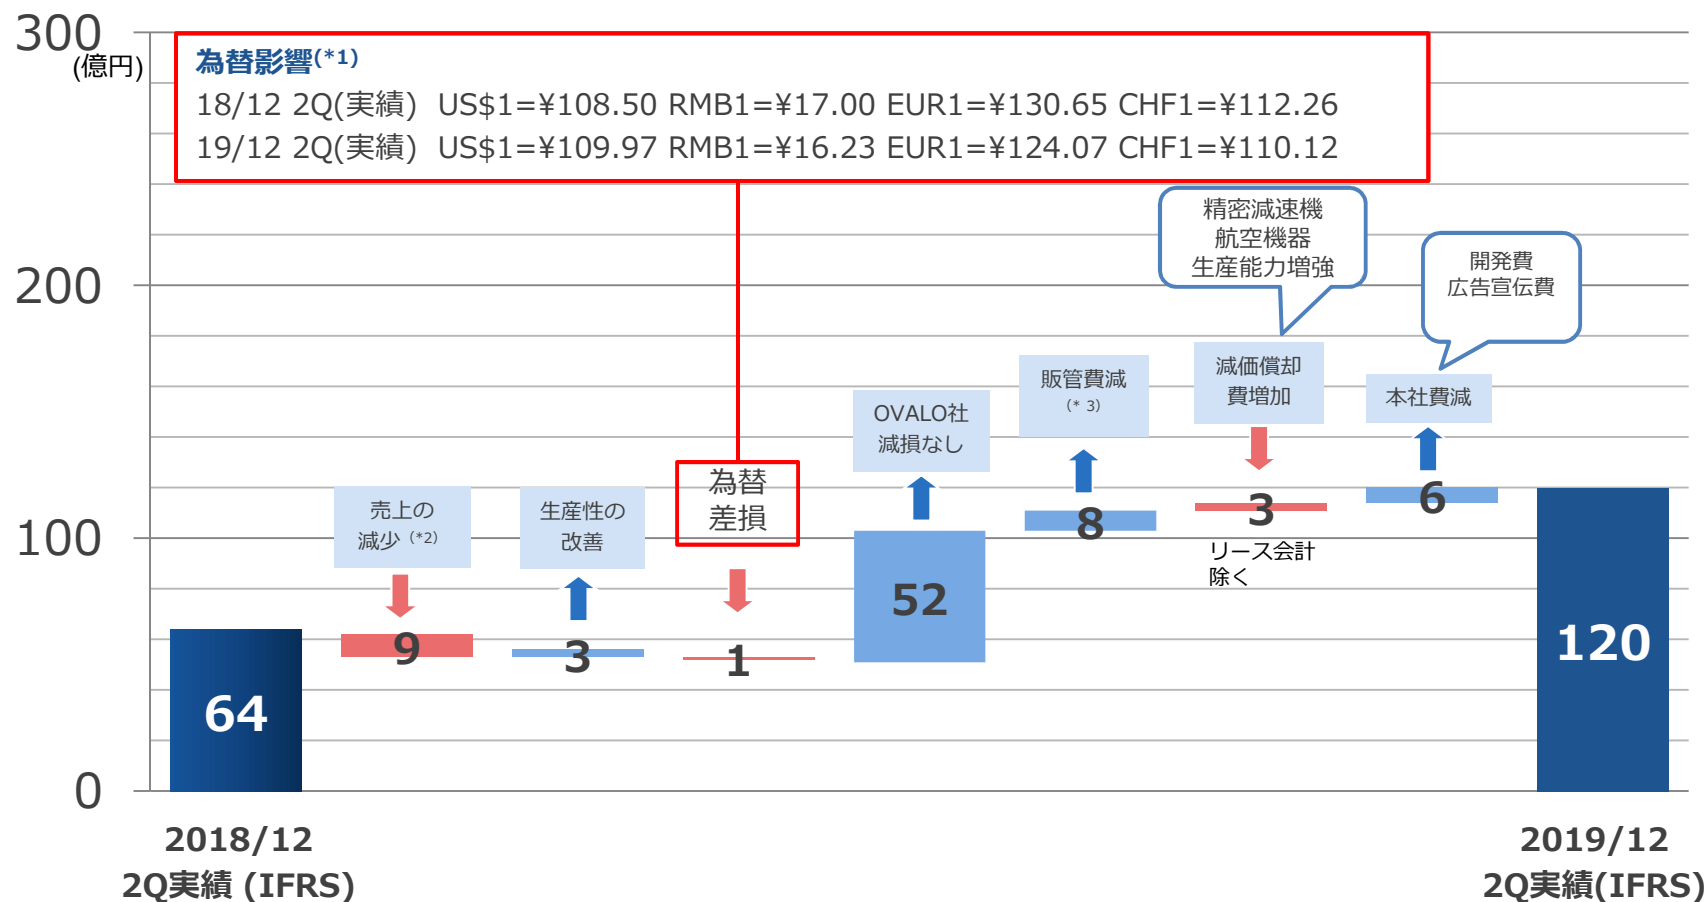 300
(億円)
為替影響(*1)
18/12 2Q(実績) US$1=¥108.50 RMB1=¥17.00 EUR1=¥130.65 CHF1=¥112.26
19/12 2Q(実績) US$1=¥109.97 RMB1=¥16.23 EUR1=¥124.07 CHF1=¥110.12
精密減速機
航空機器
生産能力増強
開発費
広告宣伝費
200
売上の
減少 (*2)
生産性の
改善
為替
差損
OVALO社
減損なし
販管費減
(* 3)
減価償却
費増加
本社費減
100
9
3
1
52
8
3
リース会計
除く
6
64
120
0
2018/12
2Q実績 (IFRS)
2019/12
2Q実績(IFRS)